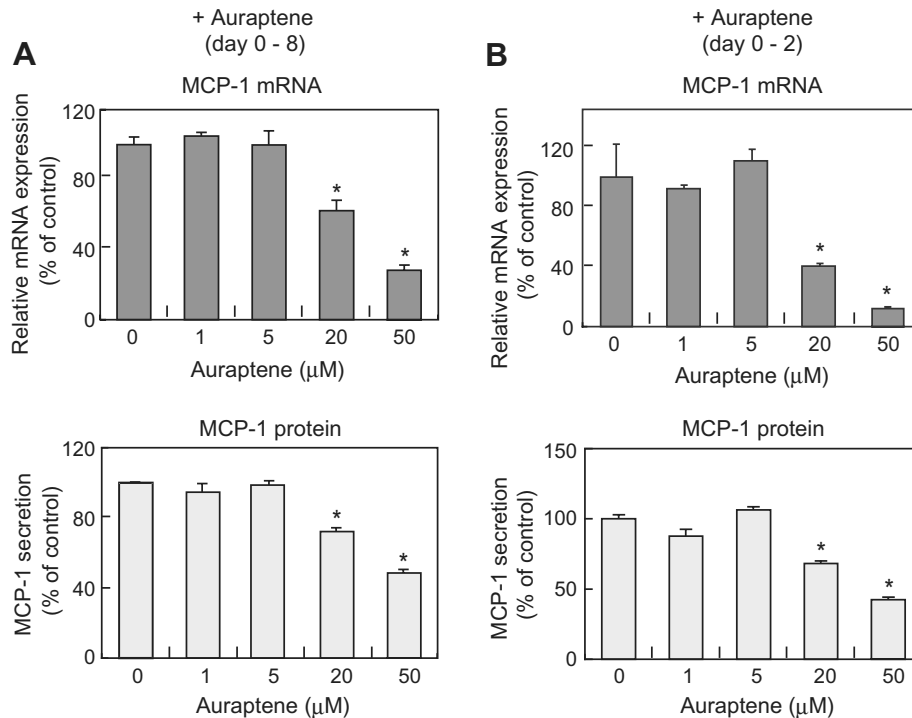 + Auraptene
(day 0 - 8)
A
MCP-1 mRNA
Relative mRNA expression
(% of control)
120
80
40
0
*
*
0 1 5 20 50
Auraptene (μM)
MCP-1 protein
MCP-1 secretion
(% of control)
120
80
40
0
*
*
0 1 5 20 50
Auraptene (μM)
+ Auraptene
(day 0 - 2)
B
MCP-1 mRNA
Relative mRNA expression
(% of control)
120
80
40
0
*
*
0 1 5 20 50
Auraptene (μM)
MCP-1 protein
MCP-1 secretion
(% of control)
150
100
50
0
*
*
0 1 5 20 50
Auraptene (μM)